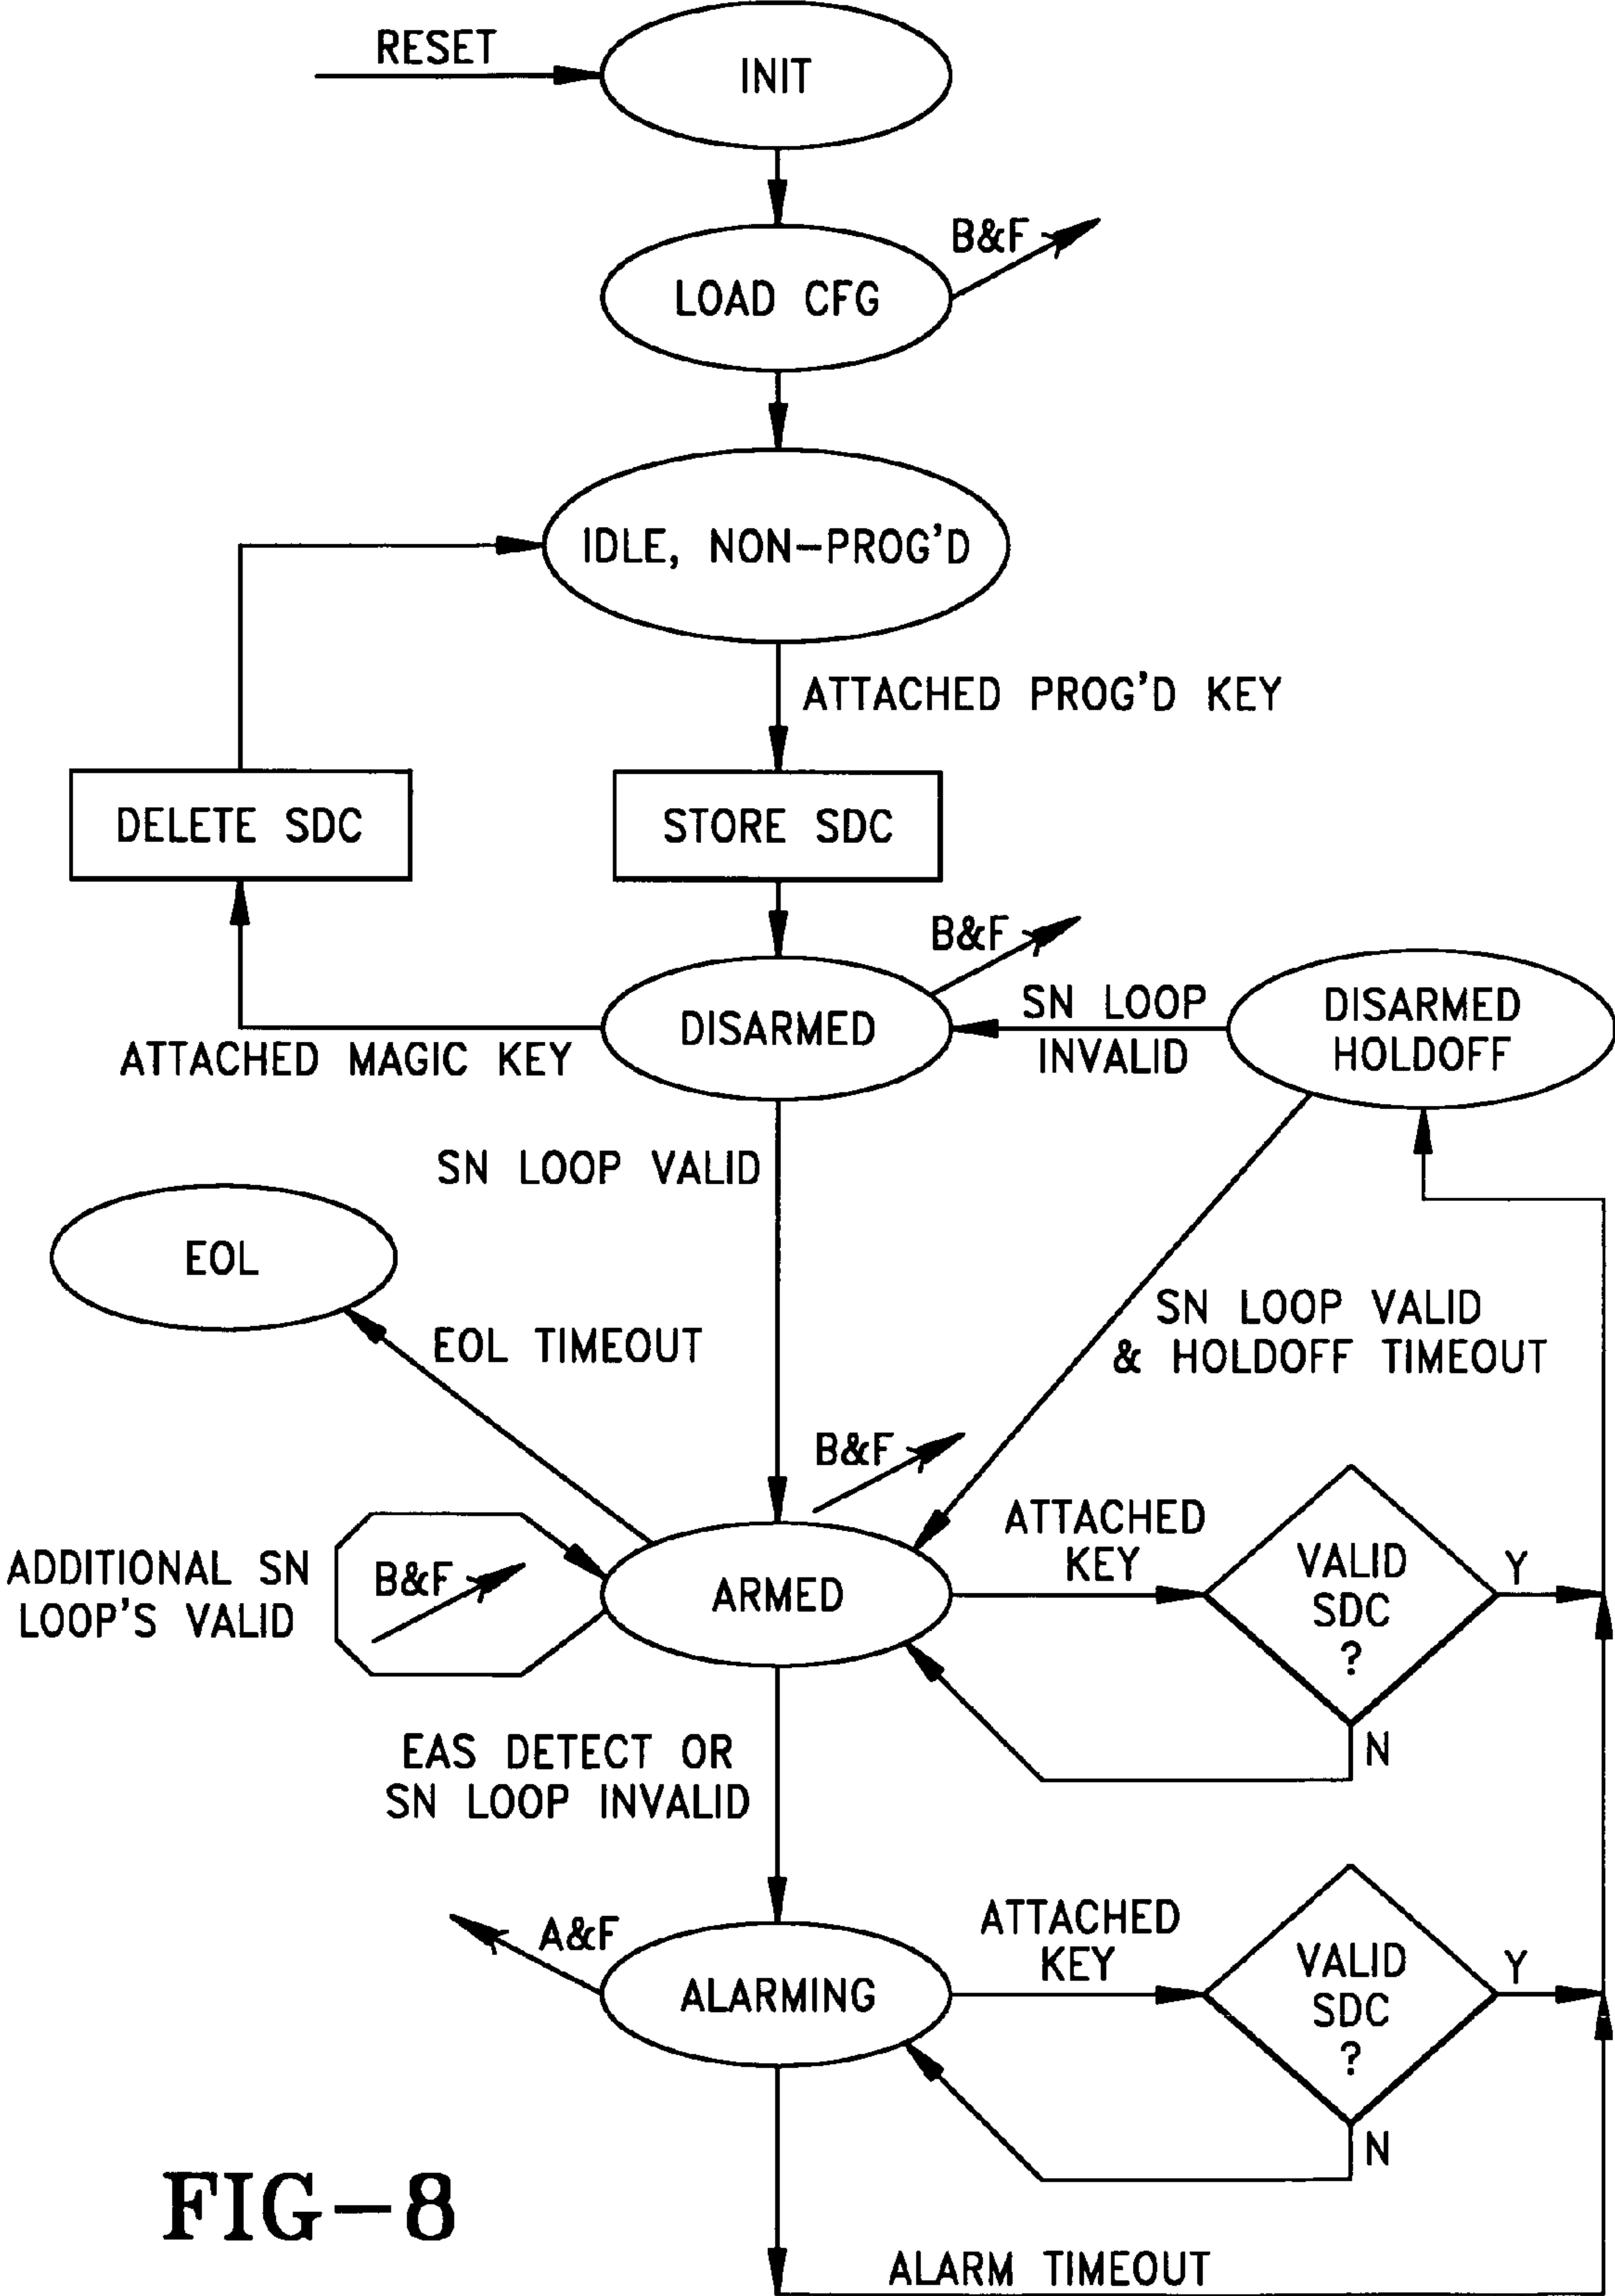 RESET
INIT
B&F
LOAD CFG
IDLE, NON-PROG'D
ATTACHED PROG'D KEY
DELETE SDC
STORE SDC
B&F
SN LOOP
INVALID
DISARMED
HOLDOFF
DISARMED
ATTACHED MAGIC KEY
SN LOOP VALID
EOL
EOL TIMEOUT
SN LOOP VALID
& HOLDOFF TIMEOUT
B&F
ADDITIONAL SN
LOOP'S VALID
B&F
ARMED
ATTACHED
KEY
VALID
SDC
?
Y
N
EAS DETECT OR
SN LOOP INVALID
A&F
ALARMING
ATTACHED
KEY
VALID
SDC
?
Y
N
ALARM TIMEOUT
FIG-8